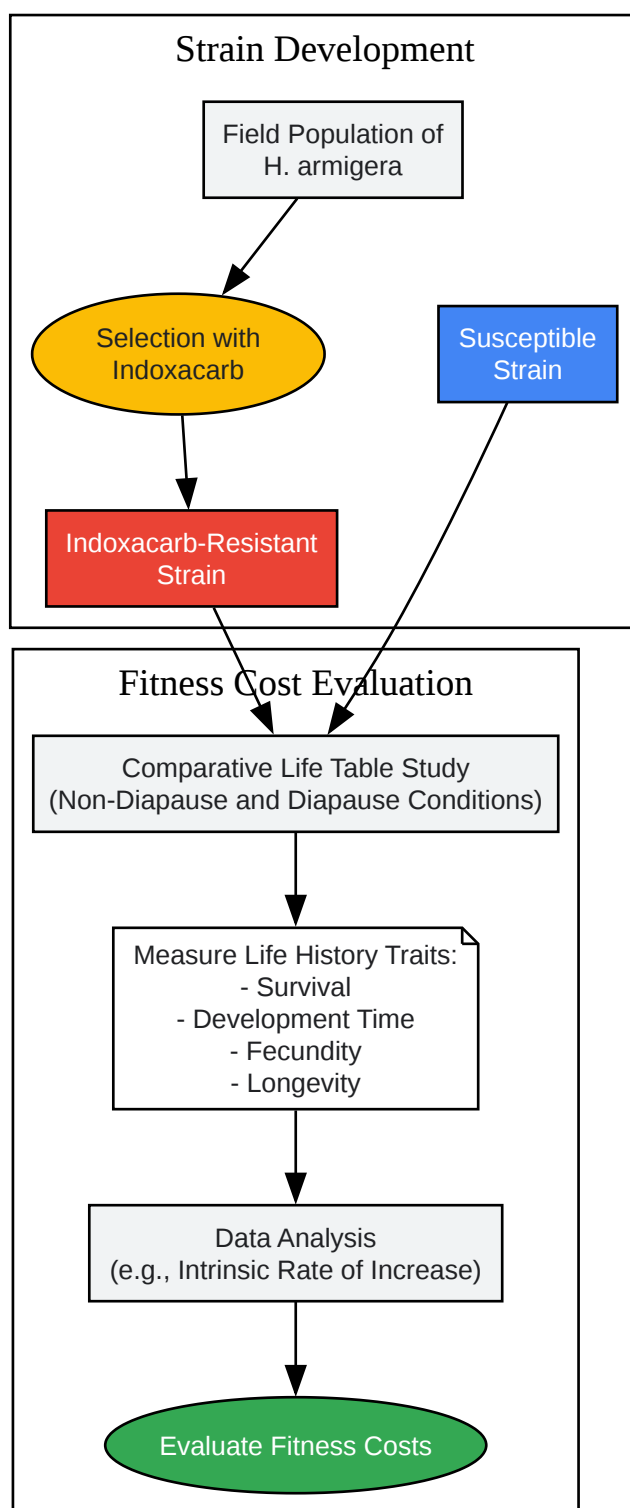 Strain Development
Field Population of
H. armigera
Selection with
Indoxacarb
Susceptible
Strain
Indoxacarb-Resistant
Strain
Fitness Cost Evaluation
Comparative Life Table Study
(Non-Diapause and Diapause Conditions)
Measure Life History Traits:
- Survival
- Development Time
- Fecundity
- Longevity
Data Analysis
(e.g., Intrinsic Rate of Increase)
Evaluate Fitness Costs